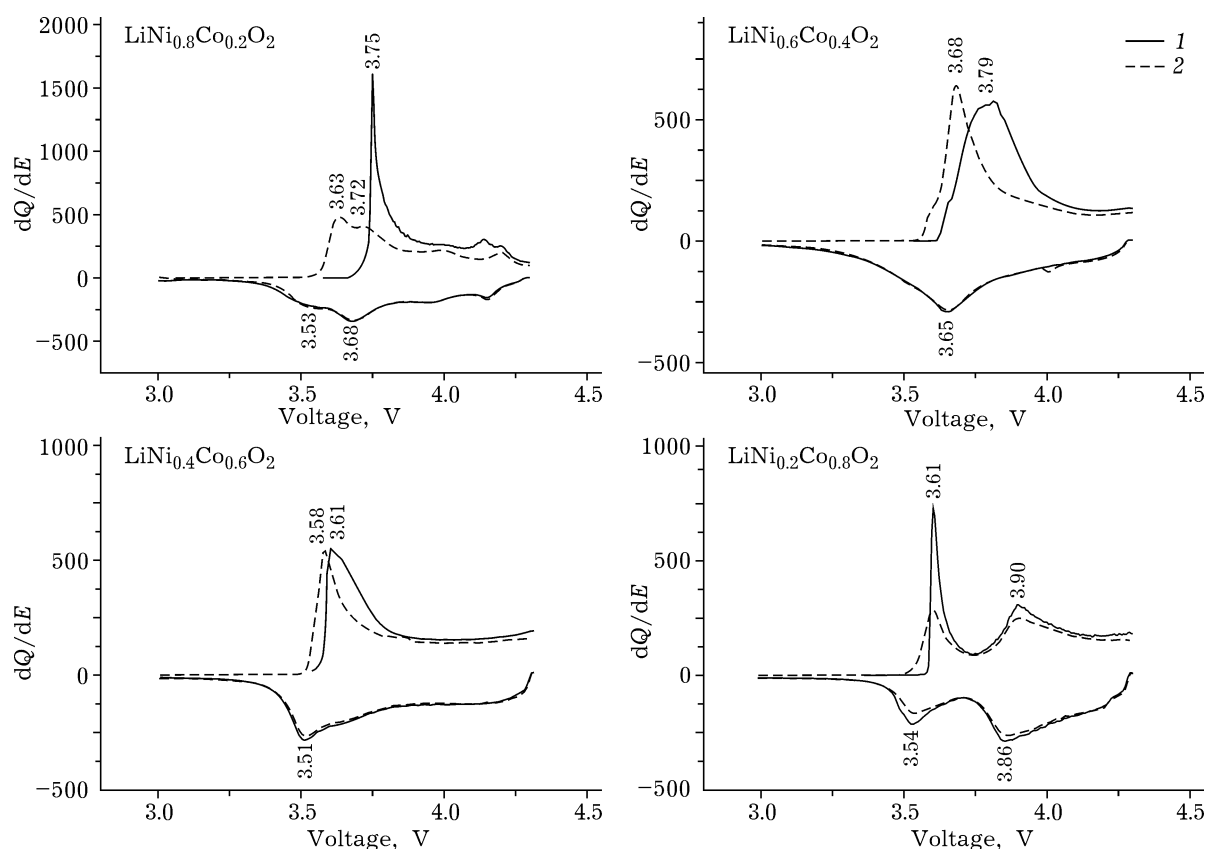 LiNi0.8Co0.2O2
2000
1500
1000
500
0
−500
dQ/dE
3.75
3.63
3.72
3.53
3.68
3.0 3.5 4.0 4.5
Voltage, V
LiNi0.6Co0.4O2
1
2
500
0
−500
dQ/dE
3.68
3.79
3.65
3.0 3.5 4.0 4.5
Voltage, V
LiNi0.4Co0.6O2
1000
500
0
−500
dQ/dE
3.58
3.61
3.51
3.0 3.5 4.0 4.5
Voltage, V
LiNi0.2Co0.8O2
1000
500
0
−500
dQ/dE
3.61
3.90
3.54
3.86
3.0 3.5 4.0 4.5
Voltage, V